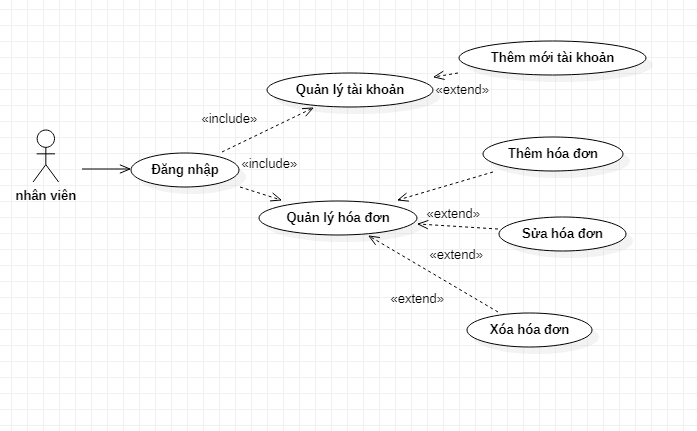 Thêm mới tài khoản
Quản lý tài khoản
«extend»
«include»
Thêm hóa đơn
«include»
Đăng nhập
nhân viên
Quản lý hóa đơn
«extend»
Sửa hóa đơn
«extend»
«extend»
Xóa hóa đơn